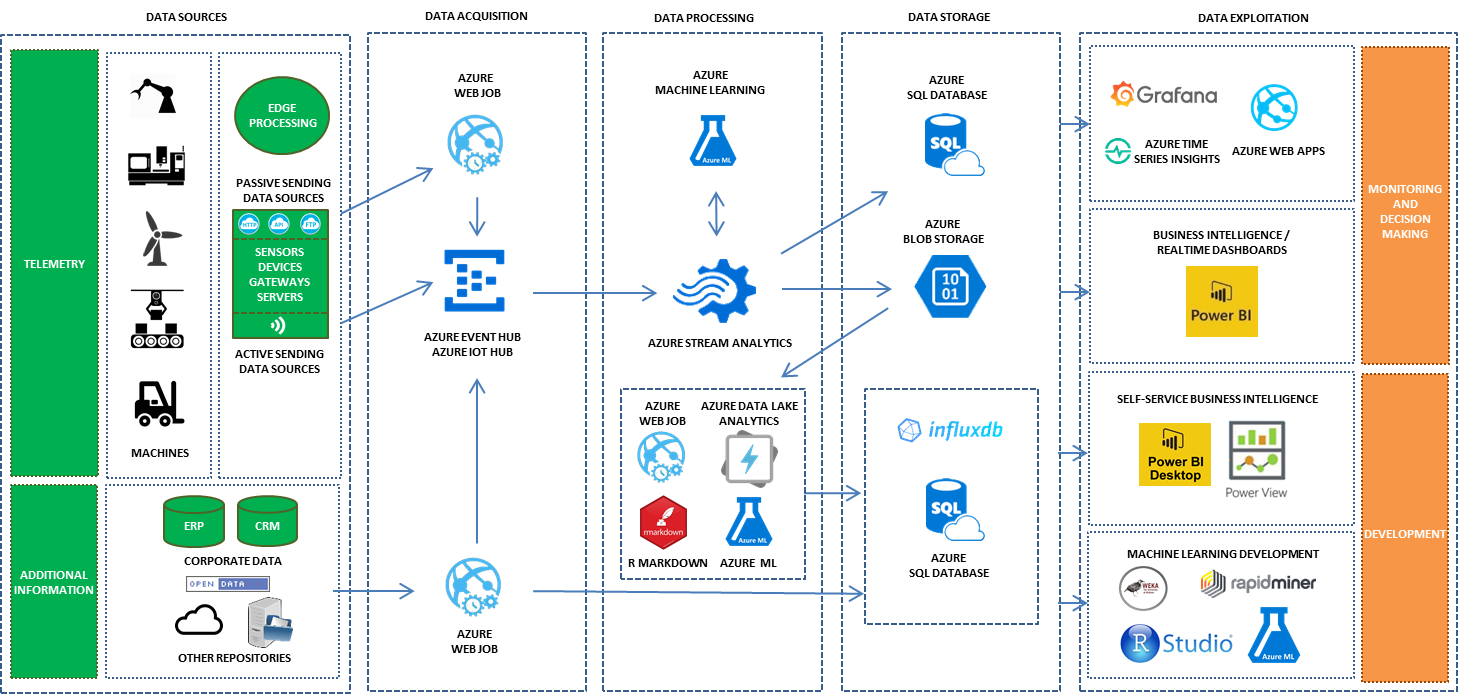 DATA SOURCES
DATA ACQUISITION
DATA PROCESSING
DATA STORAGE
DATA EXPLOITATION
TELEMETRY
MACHINES
EDGE
PROCESSING
PASSIVE SENDING
DATA SOURCES
HTTP
API
FTP
SENSORS
DEVICES
GATEWAYS
SERVERS
ACTIVE SENDING
DATA SOURCES
ADDITIONAL
INFORMATION
ERP
CRM
CORPORATE DATA
OPEN DATA
OTHER REPOSITORIES
AZURE
WEB JOB
AZURE EVENT HUB
AZURE IOT HUB
AZURE
WEB JOB
AZURE
MACHINE LEARNING
Azure ML
AZURE STREAM ANALYTICS
AZURE
WEB JOB
AZURE DATA LAKE
ANALYTICS
rmarkdown
R MARKDOWN
Azure ML
AZURE ML
AZURE
SQL DATABASE
SQL
AZURE
BLOB STORAGE
10
01
influxdb
SQL
AZURE
SQL DATABASE
Grafana
AZURE TIME
SERIES INSIGHTS
AZURE WEB APPS
BUSINESS INTELLIGENCE /
REALTIME DASHBOARDS
Power BI
MONITORING
AND
DECISION
MAKING
SELF-SERVICE BUSINESS INTELLIGENCE
Power BI
Desktop
Power View
MACHINE LEARNING DEVELOPMENT
WEKA
rapidminer
R Studio
Azure ML
DEVELOPMENT